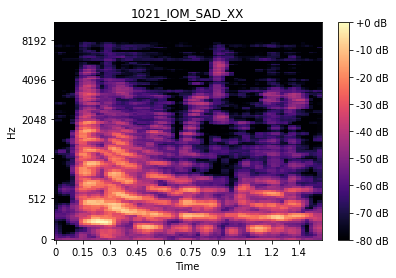 1021_IOM_SAD_XX
Hz
8192
4096
2048
1024
512
0
0 0.15 0.3 0.45 0.6 0.75 0.9 1.1 1.2 1.4
Time
+0 dB
-10 dB
-20 dB
-30 dB
-40 dB
-50 dB
-60 dB
-70 dB
-80 dB